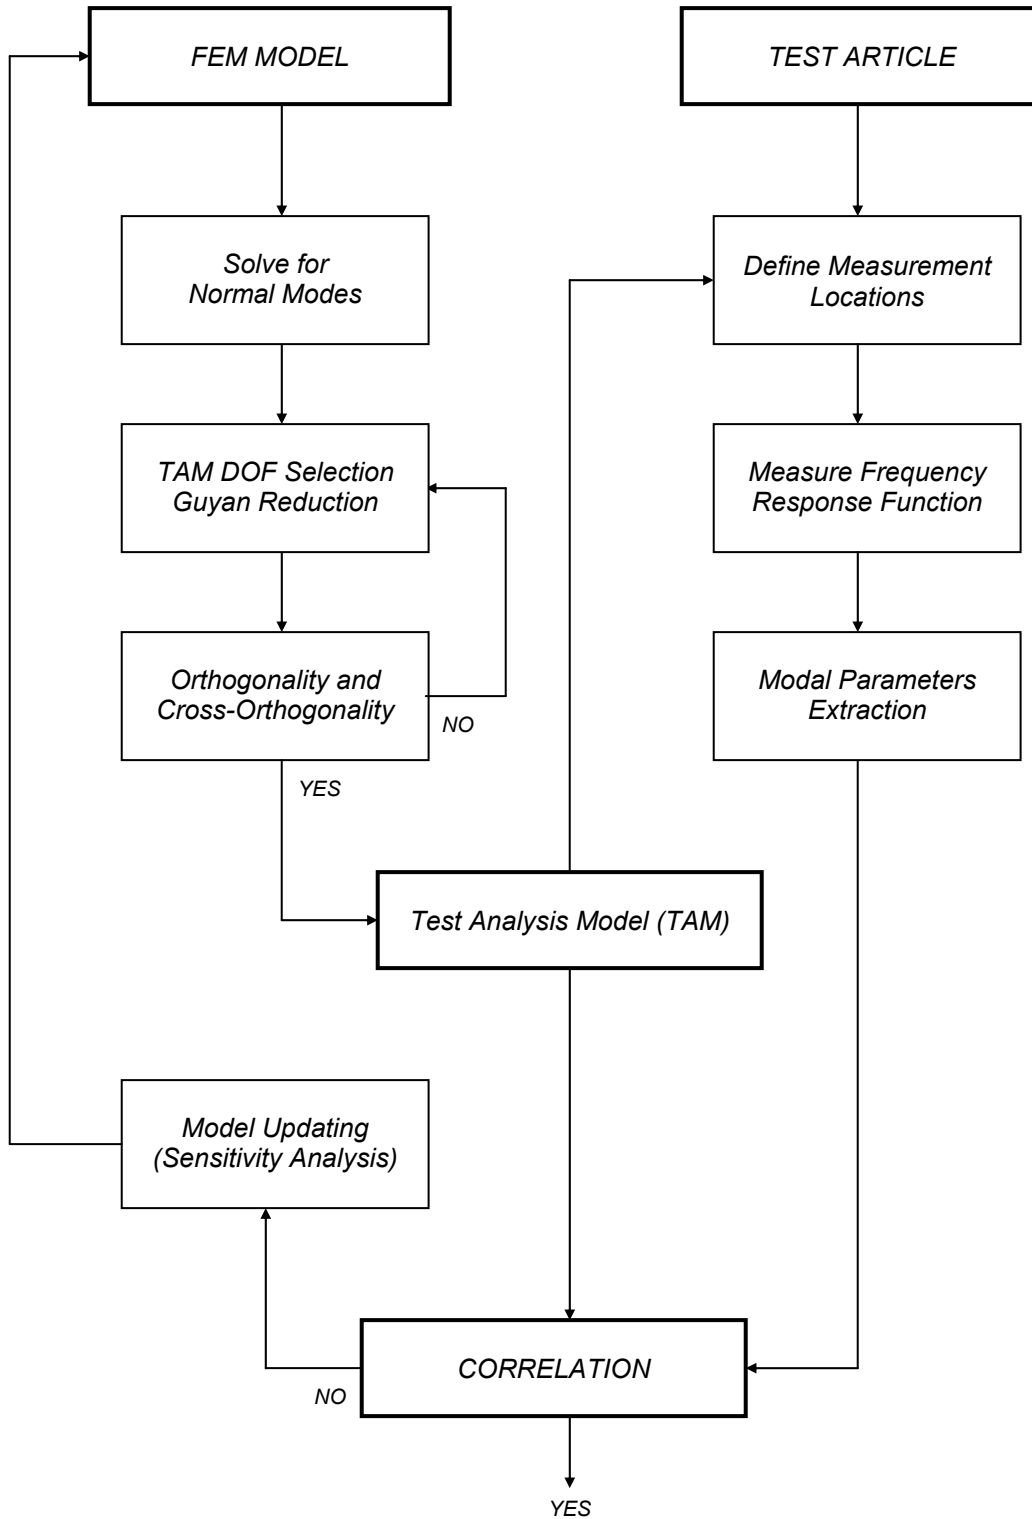 FEM MODEL
TEST ARTICLE
Solve for
Normal Modes
Define Measurement
Locations
TAM DOF Selection
Guyan Reduction
Measure Frequency
Response Function
Orthogonality and
Cross-Orthogonality
NO
YES
Modal Parameters
Extraction
Test Analysis Model (TAM)
Model Updating
(Sensitivity Analysis)
CORRELATION
NO
YES